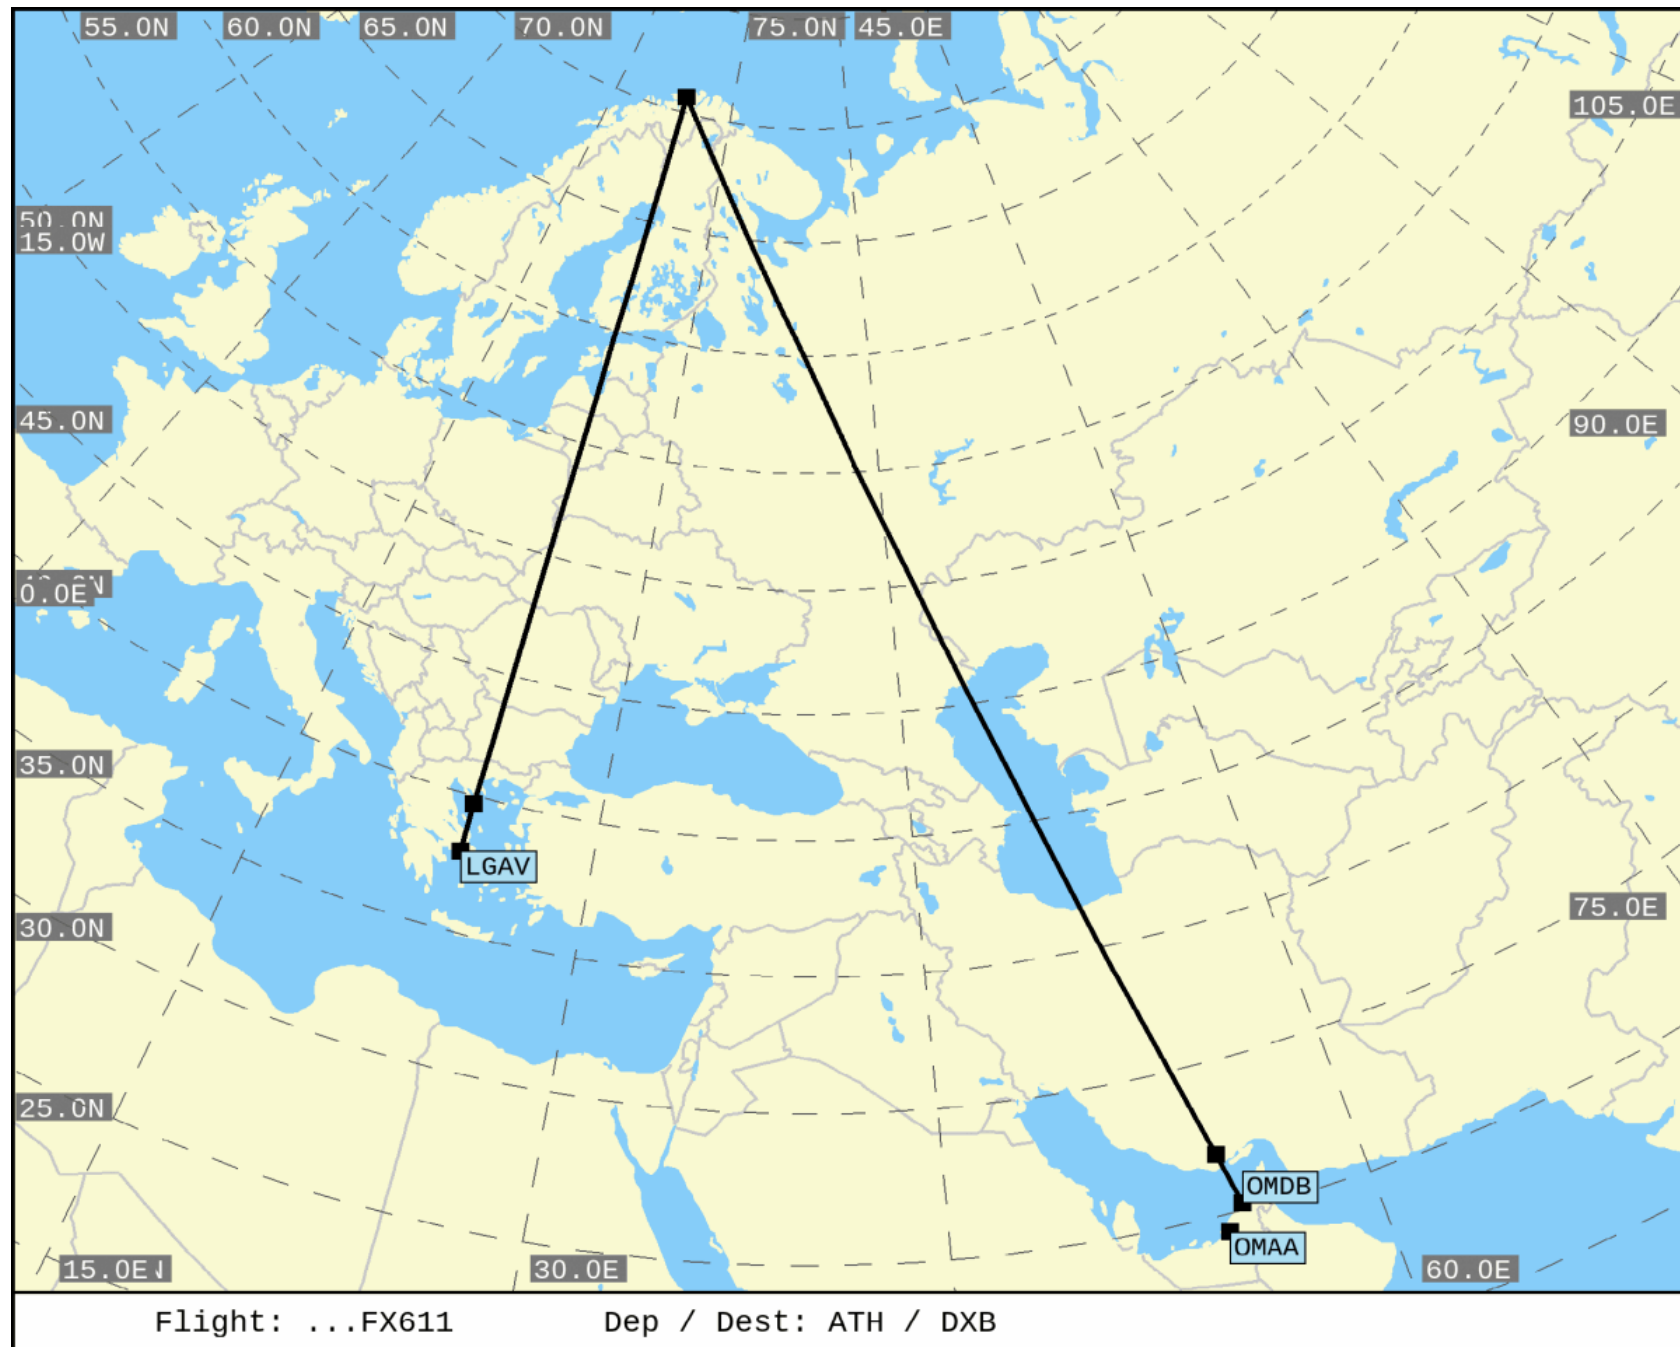 55.0N 60.0N 65.0N 70.0N 75.0N 45.0E
105.0E
50.0N
15.0W
45.0N
90.0E
0.0E
35.0N
LGAV
75.0E
30.0N
25.0N
OMDB
OMAA
15.0E 30.0E 60.0E
Flight: ...FX611 Dep / Dest: ATH / DXB